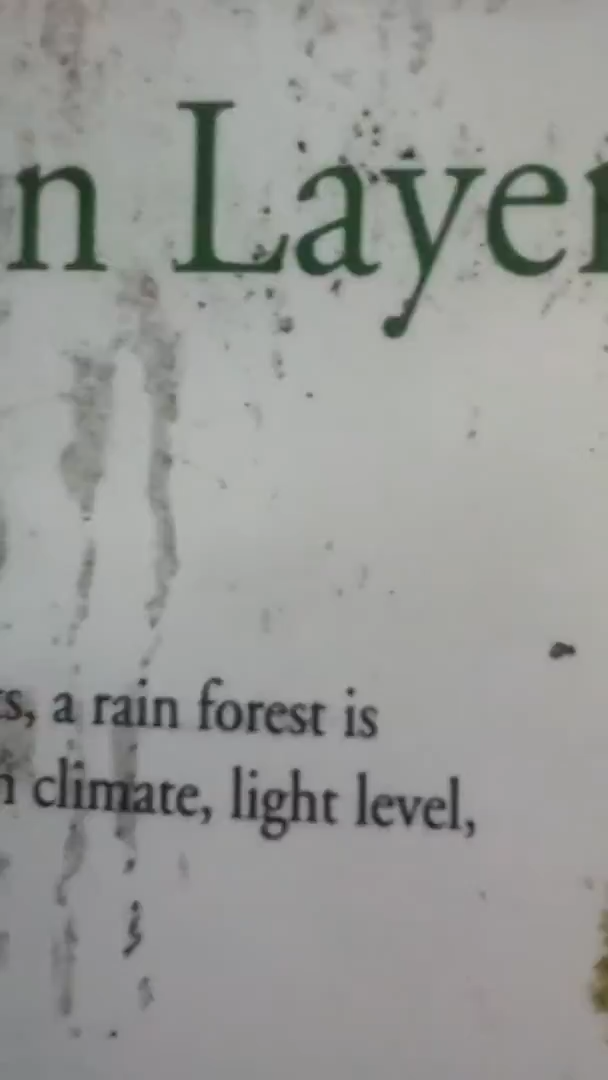 n Layer
s, a rain forest is
climate, light level,